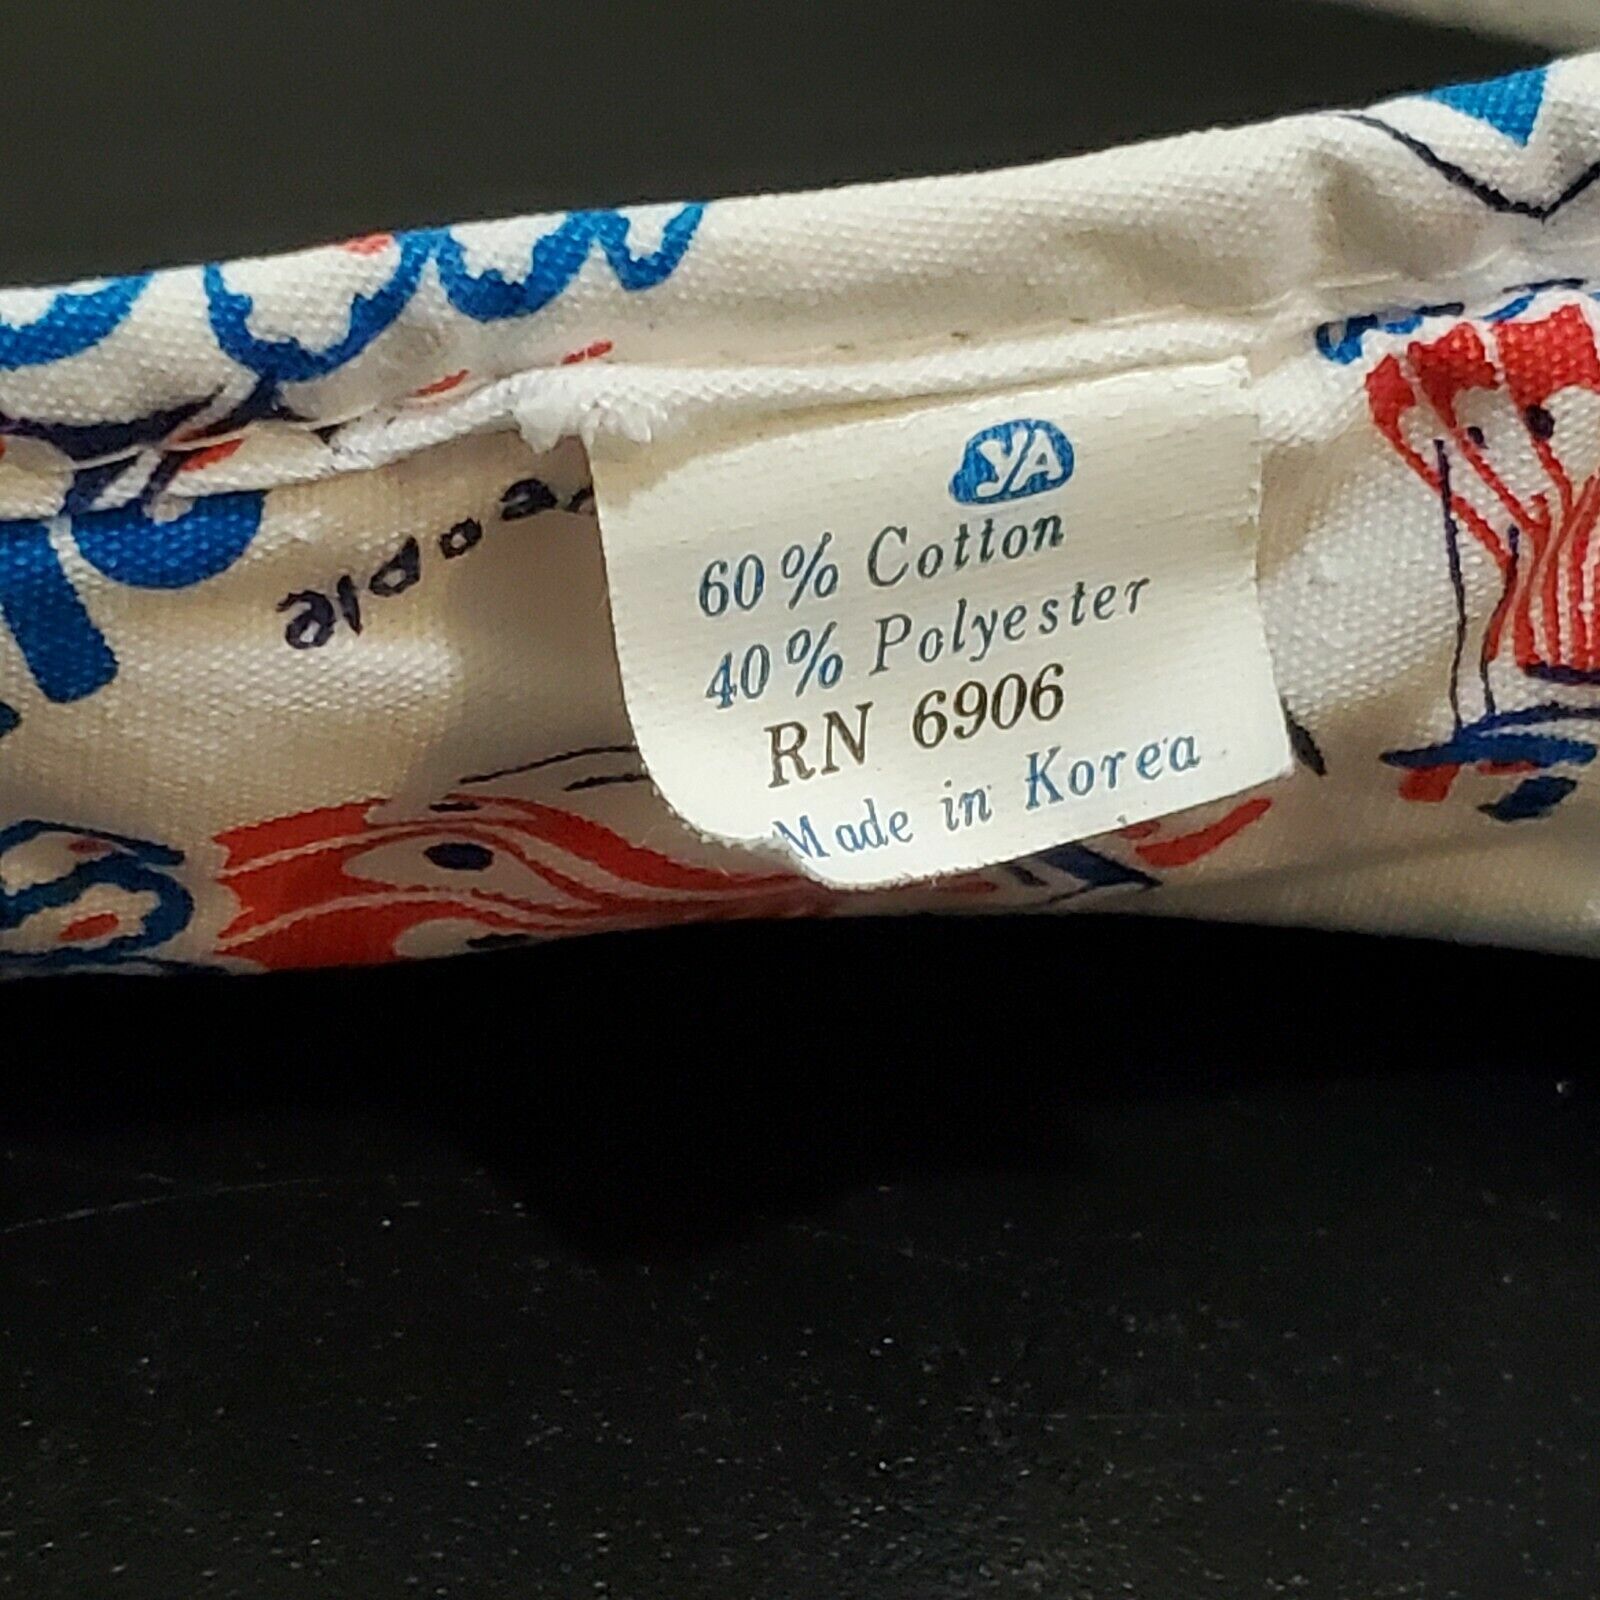 YA
60% Cotton
40% Polyester
RN 6906
Made in Korea